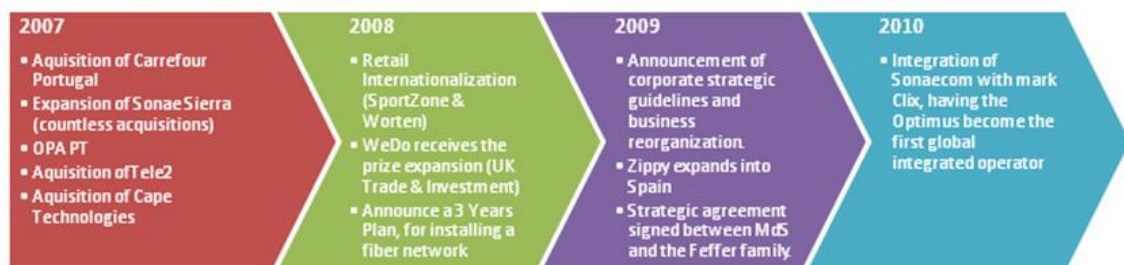 2007
▪ Aquisition of Carrefour
Portugal
▪ Expansion of Sonae Sierra
(countless acquisitions)
▪ OPA PT
▪ Aquisition of Tele2
▪ Aquisition of Cape
Technologies
2008
▪ Retail
Internationalization
(SportZone &
Worten)
▪ WeDo receives the
prize expansion (UK
Trade & Investment)
▪ Announce a 3 Years
Plan, for installing a
fiber network
2009
▪ Announcement of
corporate strategic
guidelines and
business
reorganization.
▪ Zippy expands into
Spain
▪ Strategic agreement
signed between MdS
and the Feffer family.
2010
▪ Integration of
Sonaecom with mark
Clix, having the
Optimus become the
first global
integrated operator